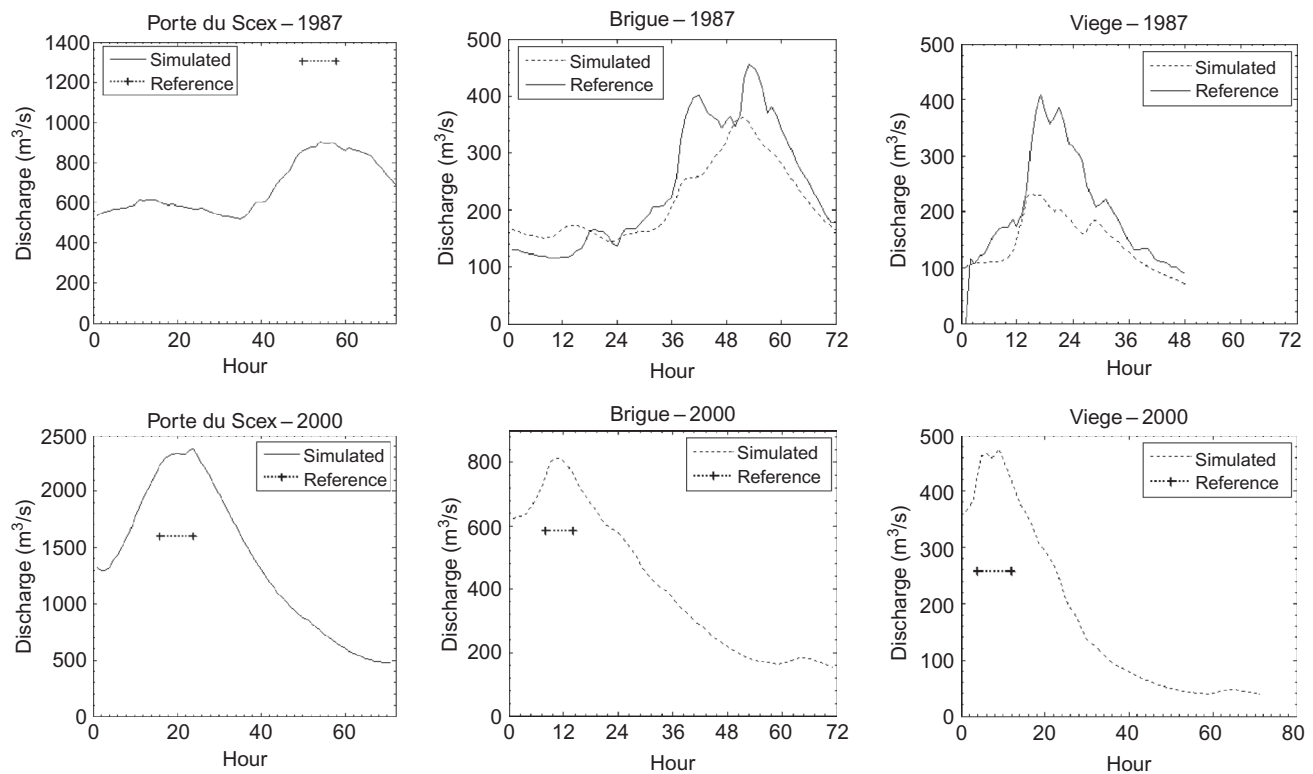 Porte du Scex – 1987
1400
1200
1000
800
600
400
200
0
0 20 40 60
Discharge (m³/s)
Hour
Simulated
Reference
Brigue – 1987
500
400
300
200
100
0
0 12 24 36 48 60 72
Discharge (m³/s)
Hour
Simulated
Reference
Viege – 1987
500
400
300
200
100
0
0 12 24 36 48 60 72
Discharge (m³/s)
Hour
Simulated
Reference
Porte du Scex – 2000
2500
2000
1500
1000
500
0
0 20 40 60
Discharge (m³/s)
Hour
Simulated
Reference
Brigue – 2000
800
600
400
200
0
0 12 24 36 48 60 72
Discharge (m³/s)
Hour
Simulated
Reference
Viege – 2000
500
400
300
200
100
0
0 20 40 60 80
Discharge (m³/s)
Hour
Simulated
Reference